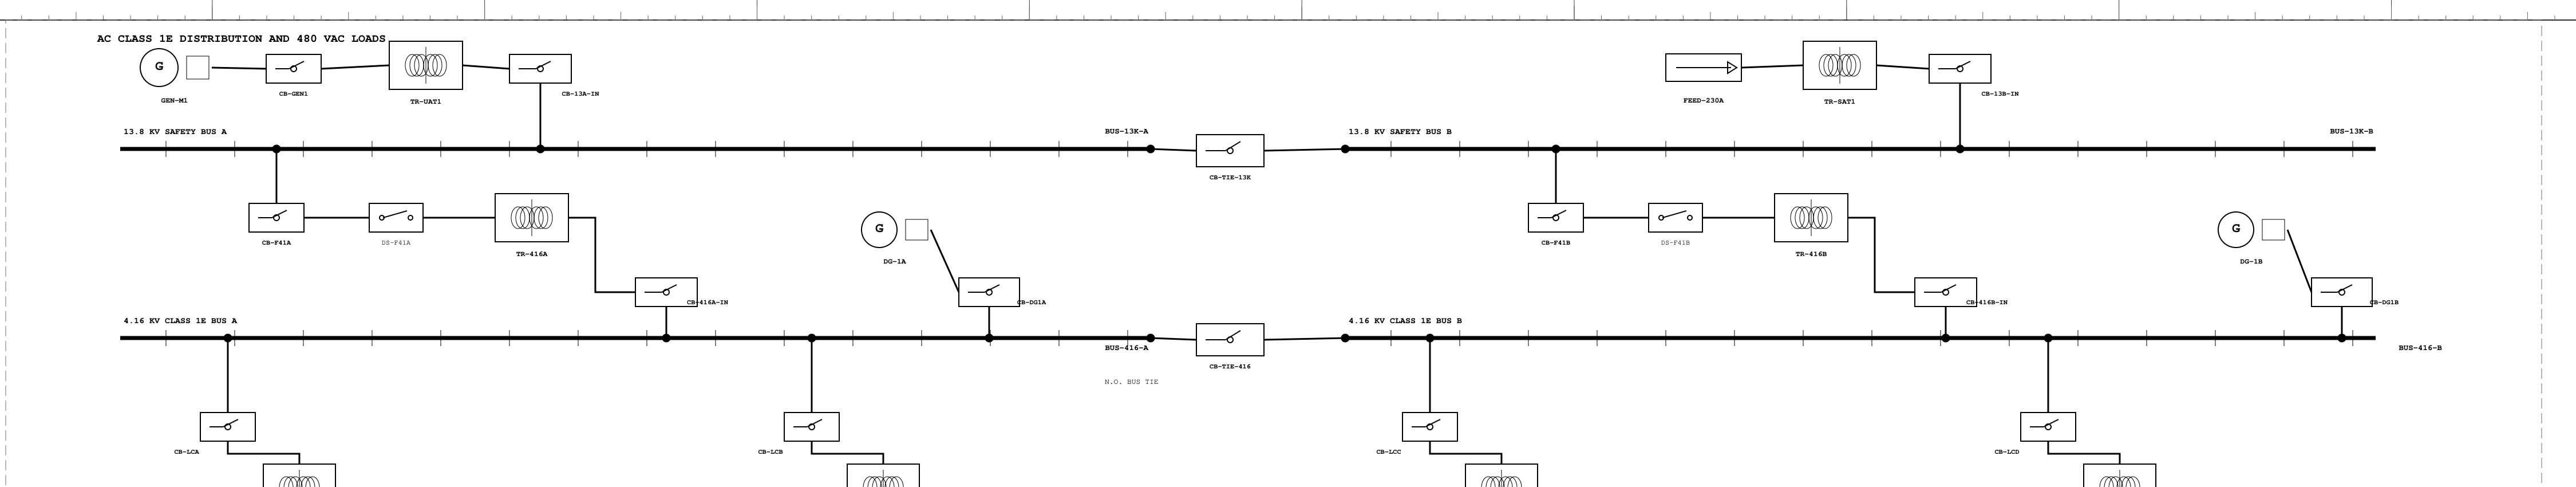 AC CLASS 1E DISTRIBUTION AND 480 VAC LOADS
G
GEN-M1
CB-GEN1
TR-UAT1
CB-13A-IN
FEED-230A
TR-SAT1
CB-13B-IN
13.8 KV SAFETY BUS A
BUS-13K-A
CB-TIE-13K
13.8 KV SAFETY BUS B
BUS-13K-B
CB-F41A
DS-F41A
TR-416A
CB-416A-IN
G
DG-1A
CB-DG1A
CB-F41B
DS-F41B
TR-416B
CB-416B-IN
G
DG-1B
CB-DG1B
4.16 KV CLASS 1E BUS A
BUS-416-A
CB-TIE-416
N.O. BUS TIE
4.16 KV CLASS 1E BUS B
BUS-416-B
CB-LCA
CB-LCB
CB-LCC
CB-LCD